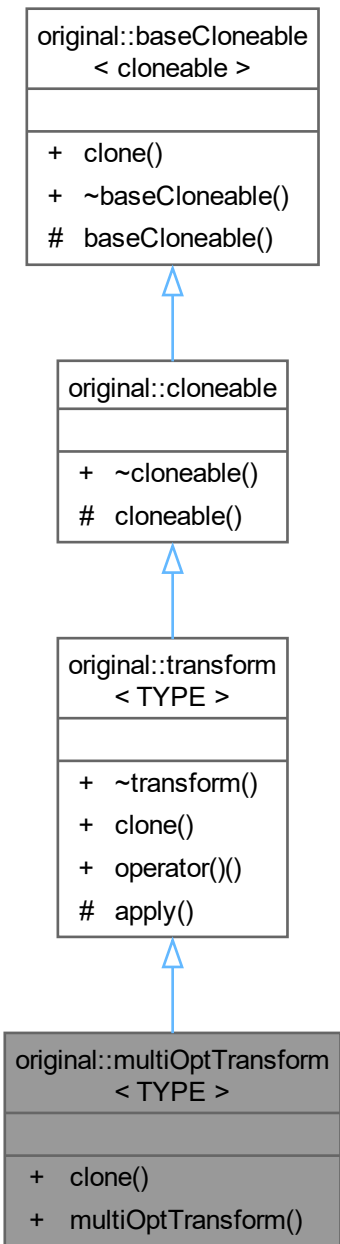 original::baseCloneable
< cloneable >
+ clone()
+ ~baseCloneable()
# baseCloneable()
original::cloneable
+ ~cloneable()
# cloneable()
original::transform
< TYPE >
+ ~transform()
+ clone()
+ operator()()
# apply()
original::multiOptTransform
< TYPE >
+ clone()
+ multiOptTransform()